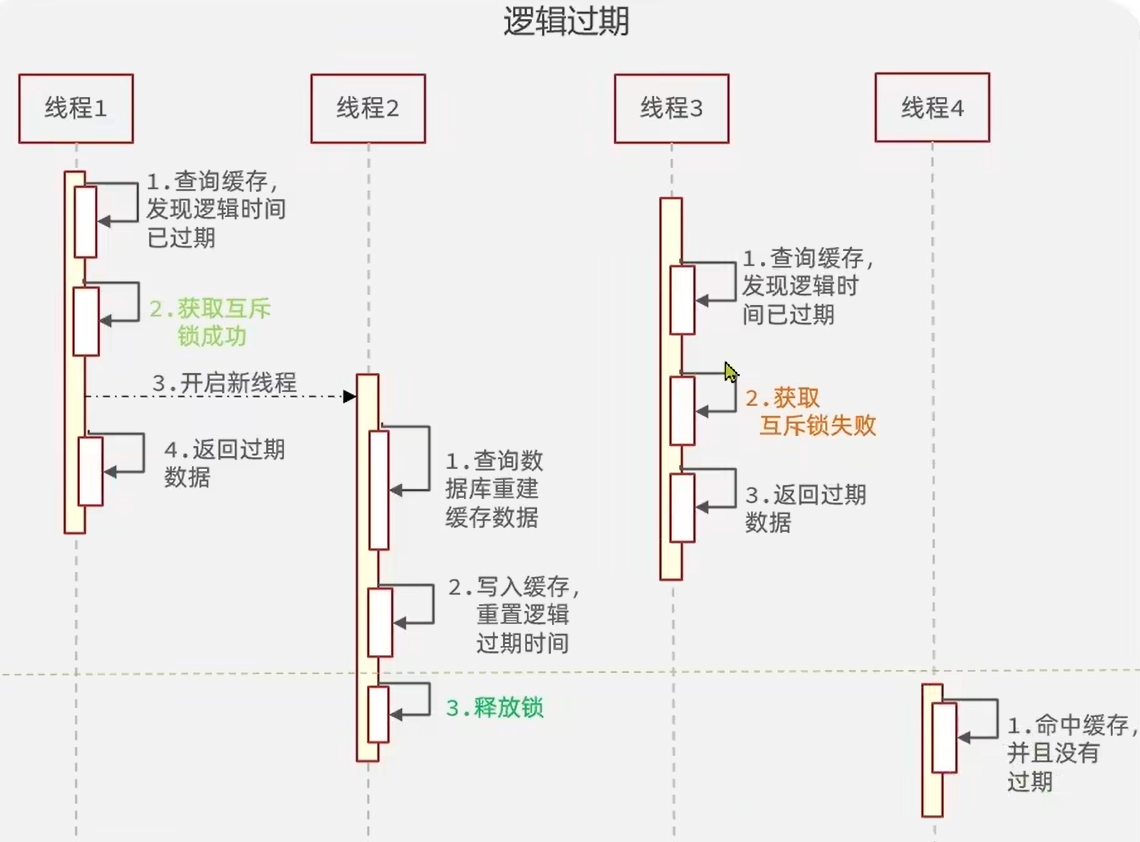 逻辑过期
线程1
线程2
线程3
线程4
1.查询缓存，
发现逻辑时间
已过期
2.获取互斥
锁成功
3.开启新线程
4.返回过期
数据
1.查询数
据库重建
缓存数据
2.写入缓存，
重置逻辑
过期时间
3.释放锁
1.查询缓存，
发现逻辑时
间已过期
2.获取
互斥锁失败
3.返回过期
数据
1.命中缓存，
并且没有
过期